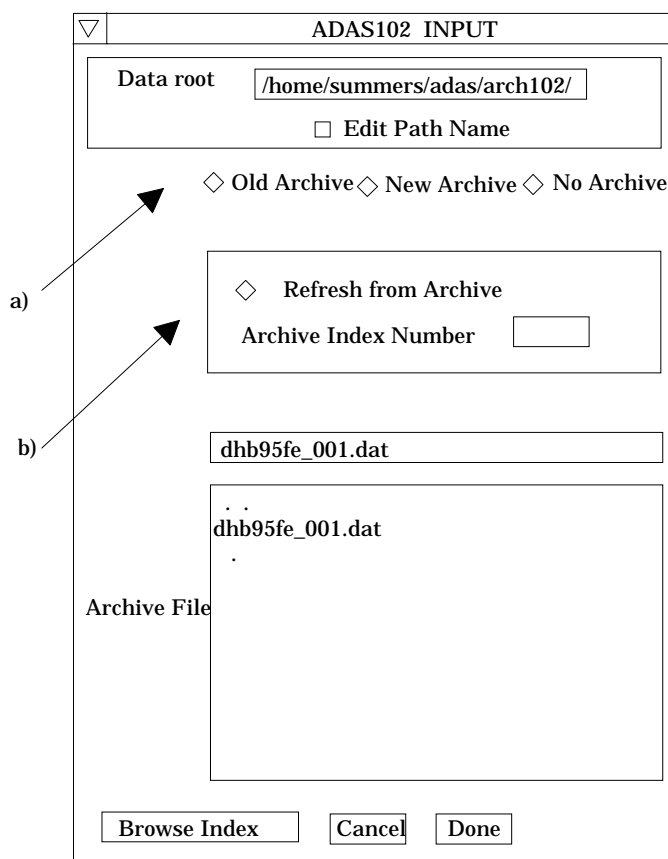 ADAS102 INPUT
Data root /home/summers/adas/arch102/
Edit Path Name
Old Archive New Archive No Archive
a)
Refresh from Archive
Archive Index Number
b)
dhb95fe_001.dat
. .
dhb95fe_001.dat
.
Archive File
Browse Index Cancel Done